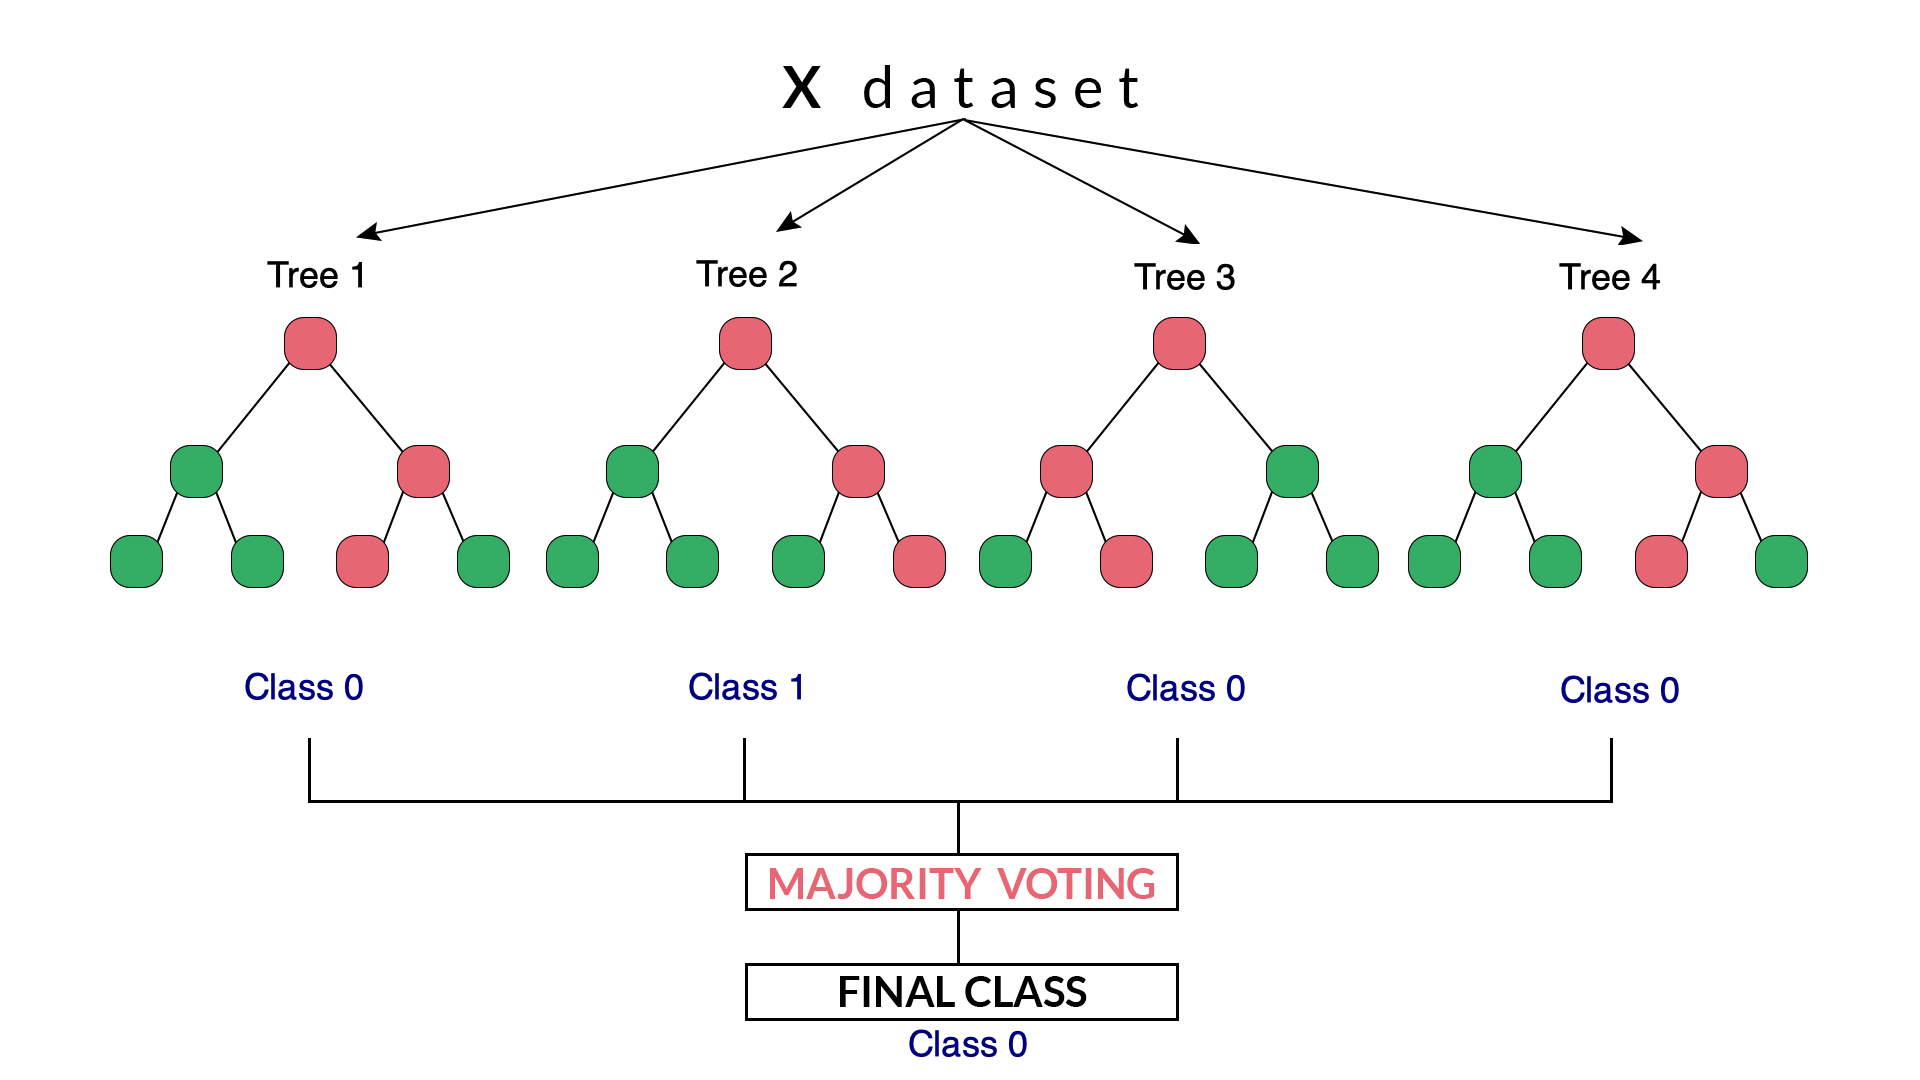 X dataset
Tree 1 Tree 2 Tree 3 Tree 4
Class 0 Class 1 Class 0 Class 0
MAJORITY VOTING
FINAL CLASS
Class 0